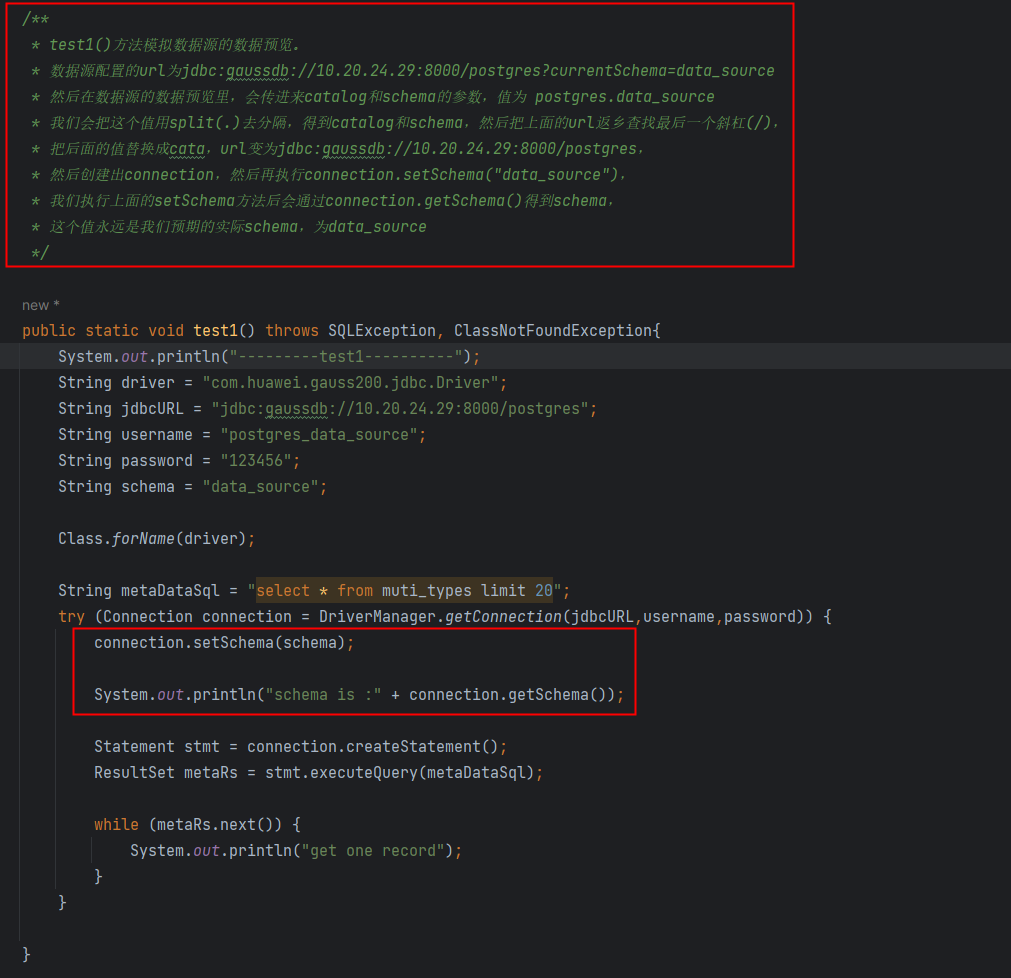 /**
* test1()方法模拟数据源的数据预览.
* 数据源配置的url为jdbc:gaussdb://10.20.24.29:8000/postgres?currentSchema=data_source
* 然后在数据源的数据预览里，会传进来catalog和schema的参数，值为 postgres.data_source
* 我们会把这个值用split(.)去分隔，得到catalog和schema，然后把上面的url返乡查找最后一个斜杠(/)，
* 把后面的值替换成cata，url变为jdbc:gaussdb://10.20.24.29:8000/postgres，
* 然后创建出connection，然后再执行connection.setSchema("data_source")，
* 我们执行上面的setSchema方法后会通过connection.getSchema()得到schema，
* 这个值永远是我们预期的实际schema，为data_source
*/
new *
public static void test1() throws SQLException, ClassNotFoundException{
System.out.println("---------test1----------");
String driver = "com.huawei.gauss200.jdbc.Driver";
String jdbcURL = "jdbc:gaussdb://10.20.24.29:8000/postgres";
String username = "postgres_data_source";
String password = "123456";
String schema = "data_source";
Class.forName(driver);
String metaDataSql = "select * from muti_types limit 20";
try (Connection connection = DriverManager.getConnection(jdbcURL,username,password)) {
connection.setSchema(schema);
System.out.println("schema is :" + connection.getSchema());
Statement stmt = connection.createStatement();
ResultSet metaRs = stmt.executeQuery(metaDataSql);
while (metaRs.next()) {
System.out.println("get one record");
}
}
}